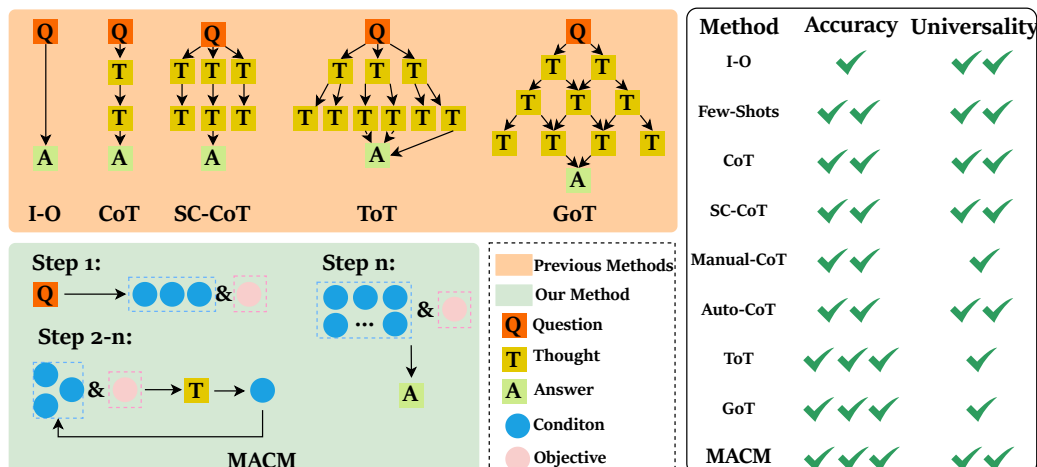 Q Q Q Q Q
T T T T T T T T T
T T T T T T T T T T T T T
T T T T
A A A A A
I-O CoT SC-CoT ToT GoT
Step 1:
Q & 
Step 2-n:
& T
Step n:
... &
A
MACM
Previous Methods
Our Method
Q Question
T Thought
A Answer
Conditon
Objective
Method Accuracy Universality
I-O
Few-Shots
CoT
SC-CoT
Manual-CoT
Auto-CoT
ToT
GoT
MACM